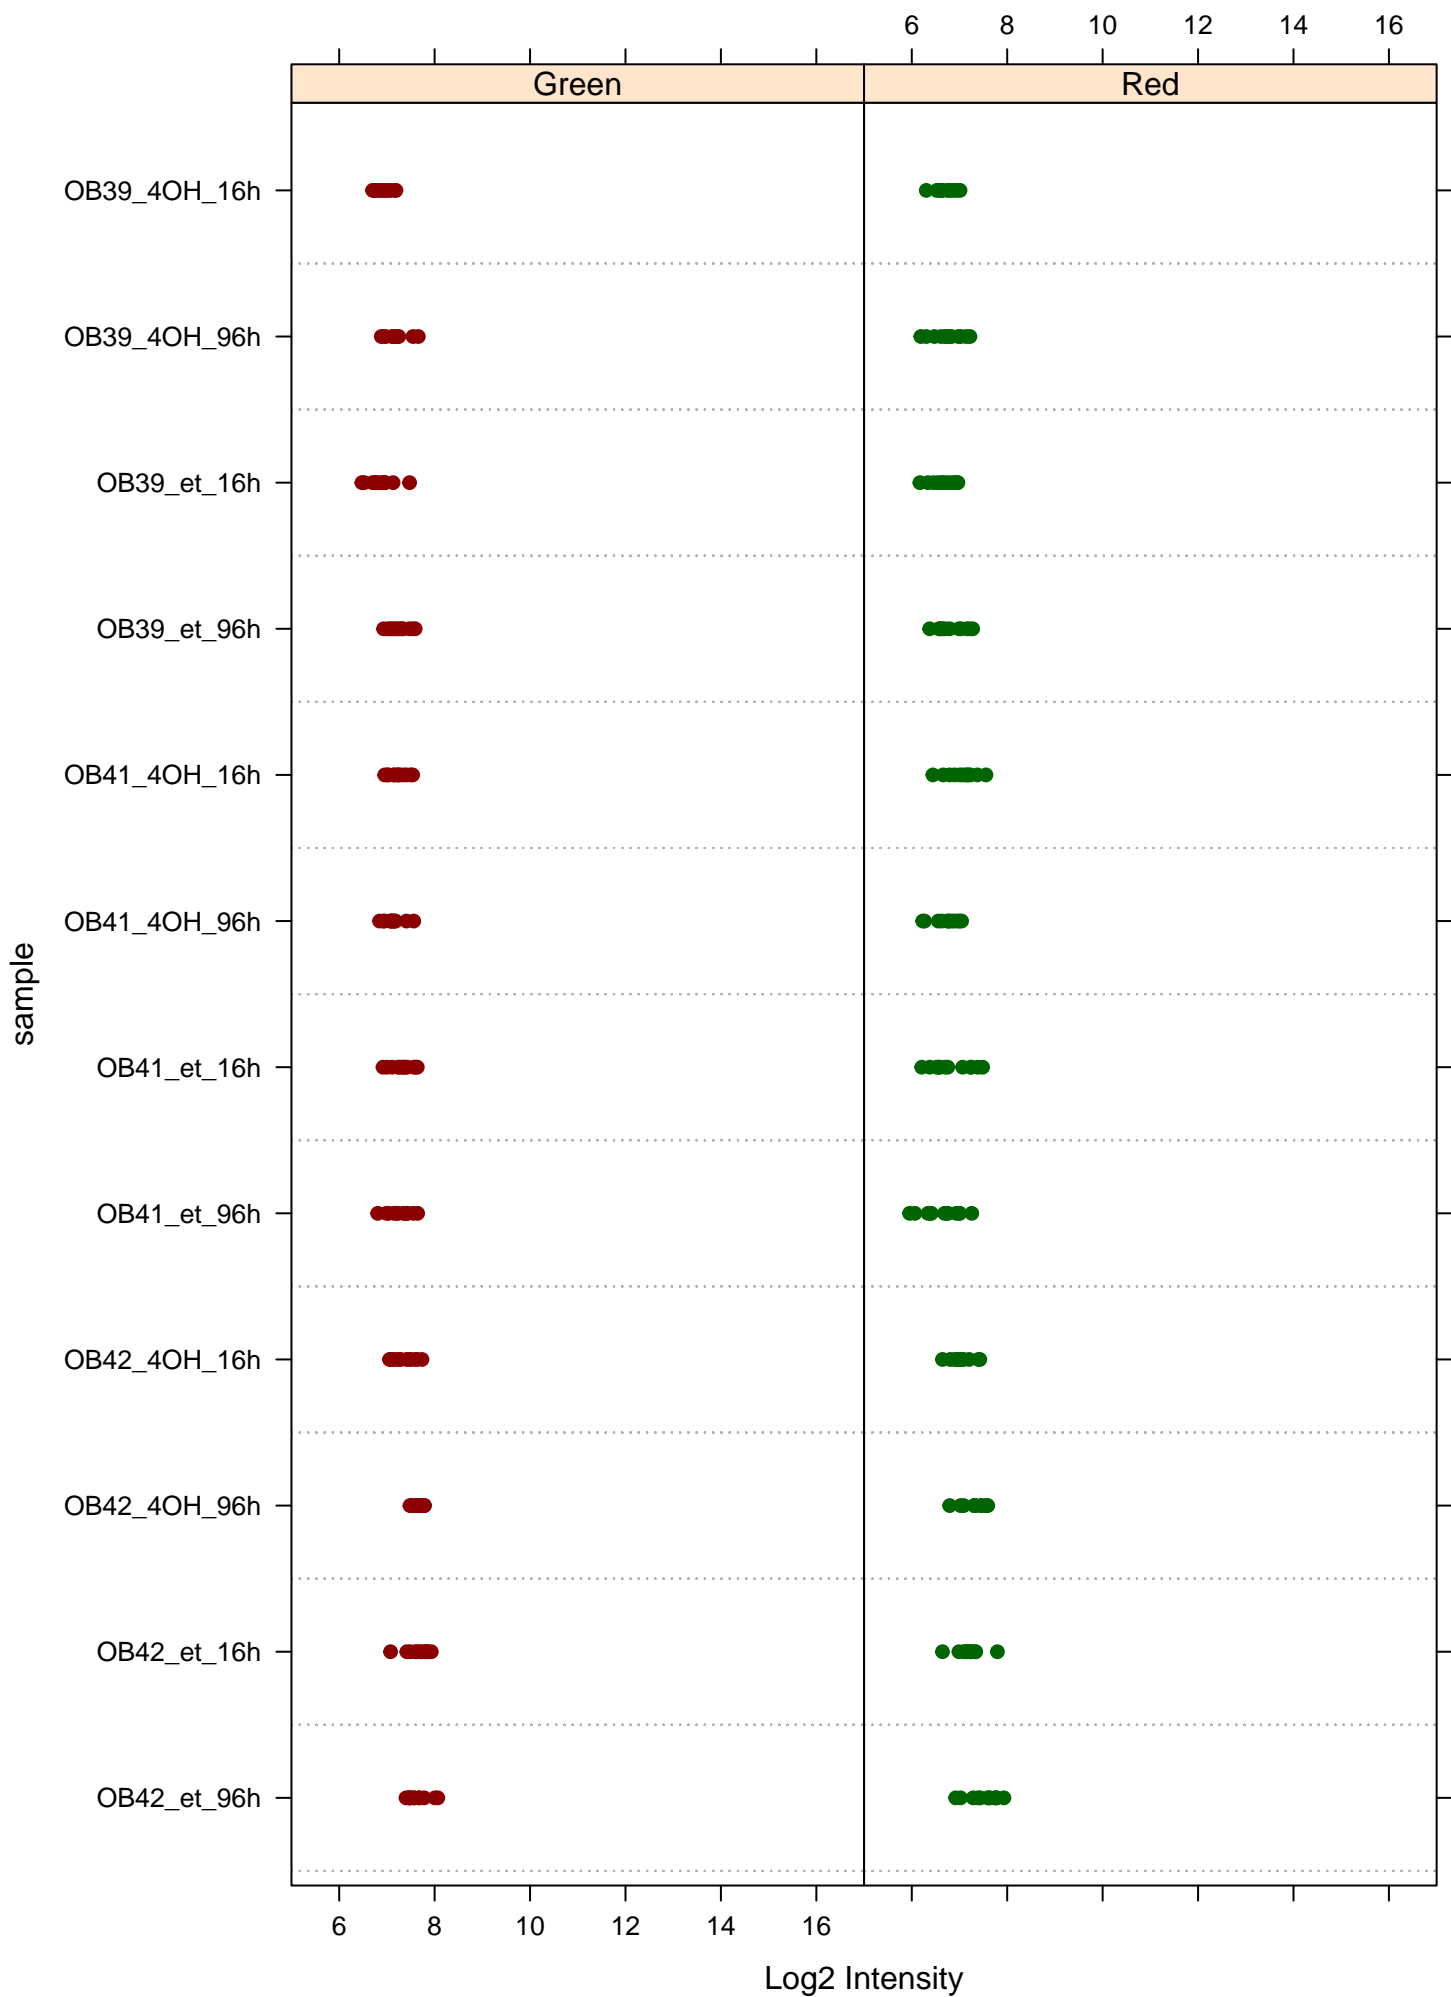 6 8 10 12 14 16
Green Red
OB39_4OH_16h
OB39_4OH_96h
OB39_et_16h
OB39_et_96h
OB41_4OH_16h
OB41_4OH_96h
OB41_et_16h
OB41_et_96h
OB42_4OH_16h
OB42_4OH_96h
OB42_et_16h
OB42_et_96h
sample
6 8 10 12 14 16
Log2 Intensity